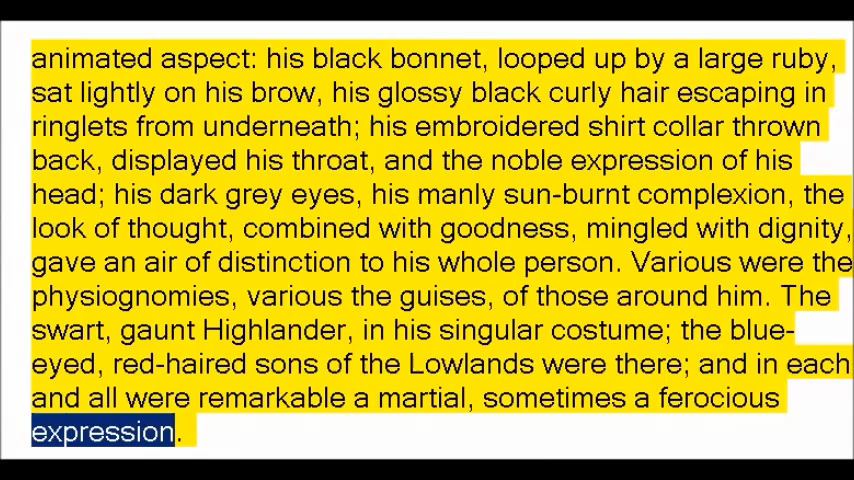 animated aspect: his black bonnet, looped up by a large ruby,
sat lightly on his brow, his glossy black curly hair escaping in
ringlets from underneath; his embroidered shirt collar thrown
back, displayed his throat, and the noble expression of his
head; his dark grey eyes, his manly sun-burnt complexion, the
look of thought, combined with goodness, mingled with dignity,
gave an air of distinction to his whole person. Various were the
physiognomies, various the guises, of those around him. The
swart, gaunt Highlander, in his singular costume; the blue-
eyed, red-haired sons of the Lowlands were there; and in each
and all were remarkable a martial, sometimes a ferocious
expression.